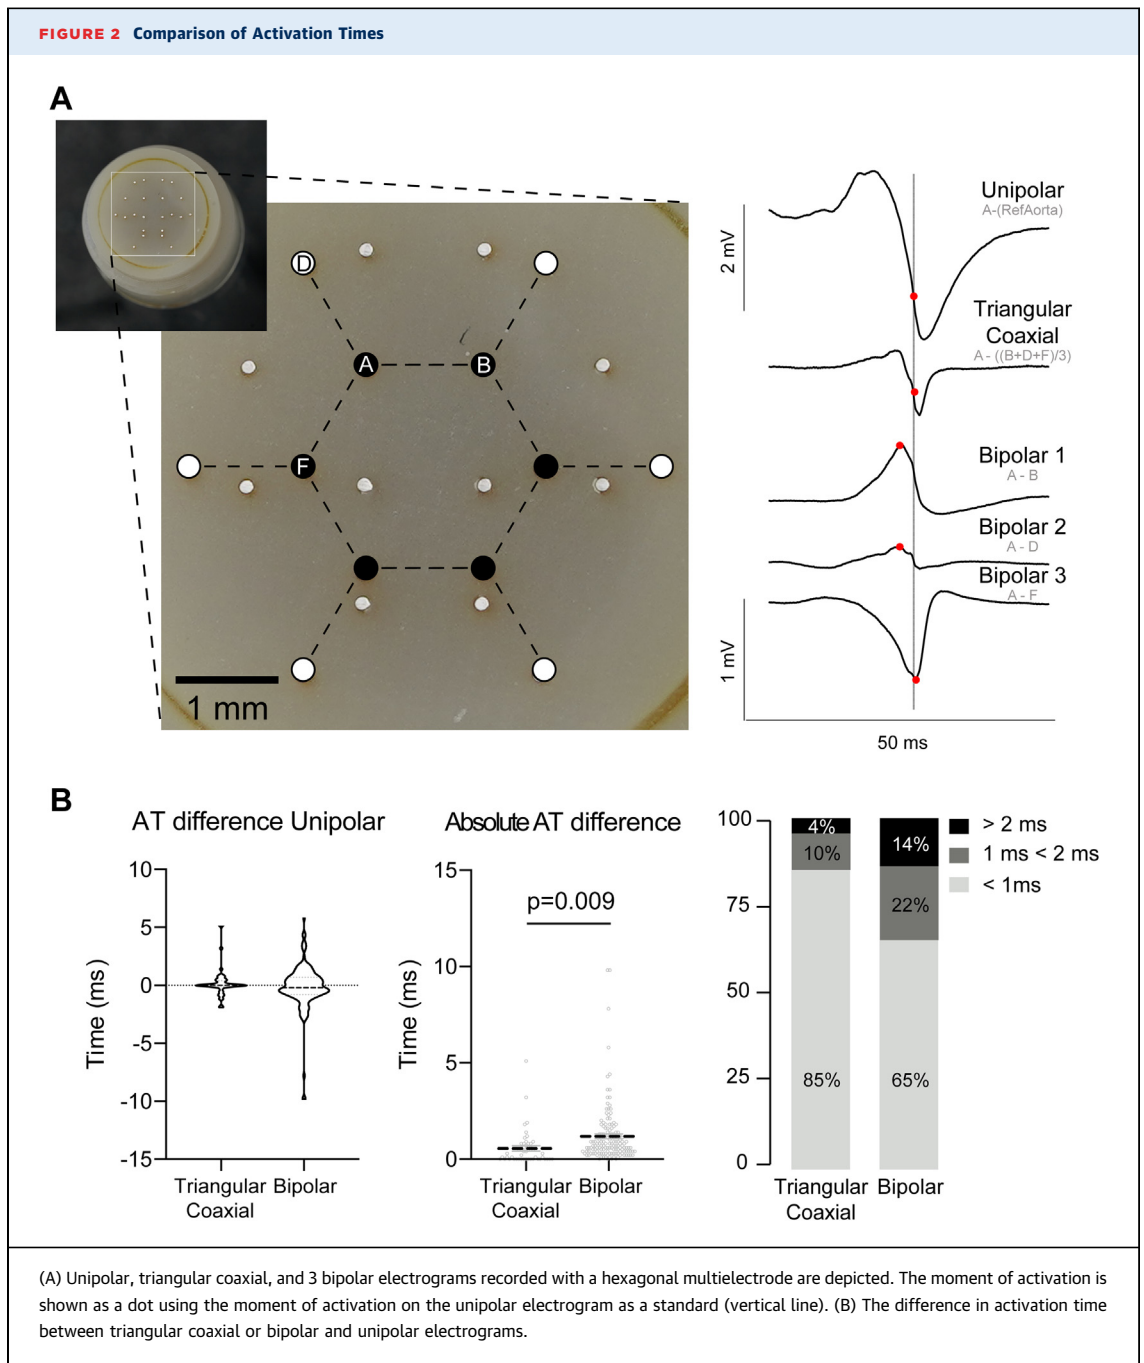 FIGURE 2 Comparison of Activation Times
A
D
A
B
F
1 mm
2 mV
Unipolar
A-(RefAorta)
Triangular
Coaxial
A - ((B+D+F)/3)
Bipolar 1
A - B
Bipolar 2
A - D
Bipolar 3
A - F
1 mV
50 ms
B
AT difference Unipolar
Time (ms)
10
5
0
-5
-10
-15
Triangular
Coaxial
Bipolar
Absolute AT difference
Time (ms)
15
10
5
0
p=0.009
Triangular
Coaxial
Bipolar
100
75
50
25
0
4%
10%
85%
14%
22%
65%
Triangular
Coaxial
Bipolar
> 2 ms
1 ms < 2 ms
< 1ms
(A) Unipolar, triangular coaxial, and 3 bipolar electrograms recorded with a hexagonal multielectrode are depicted. The moment of activation is
shown as a dot using the moment of activation on the unipolar electrogram as a standard (vertical line). (B) The difference in activation time
between triangular coaxial or bipolar and unipolar electrograms.